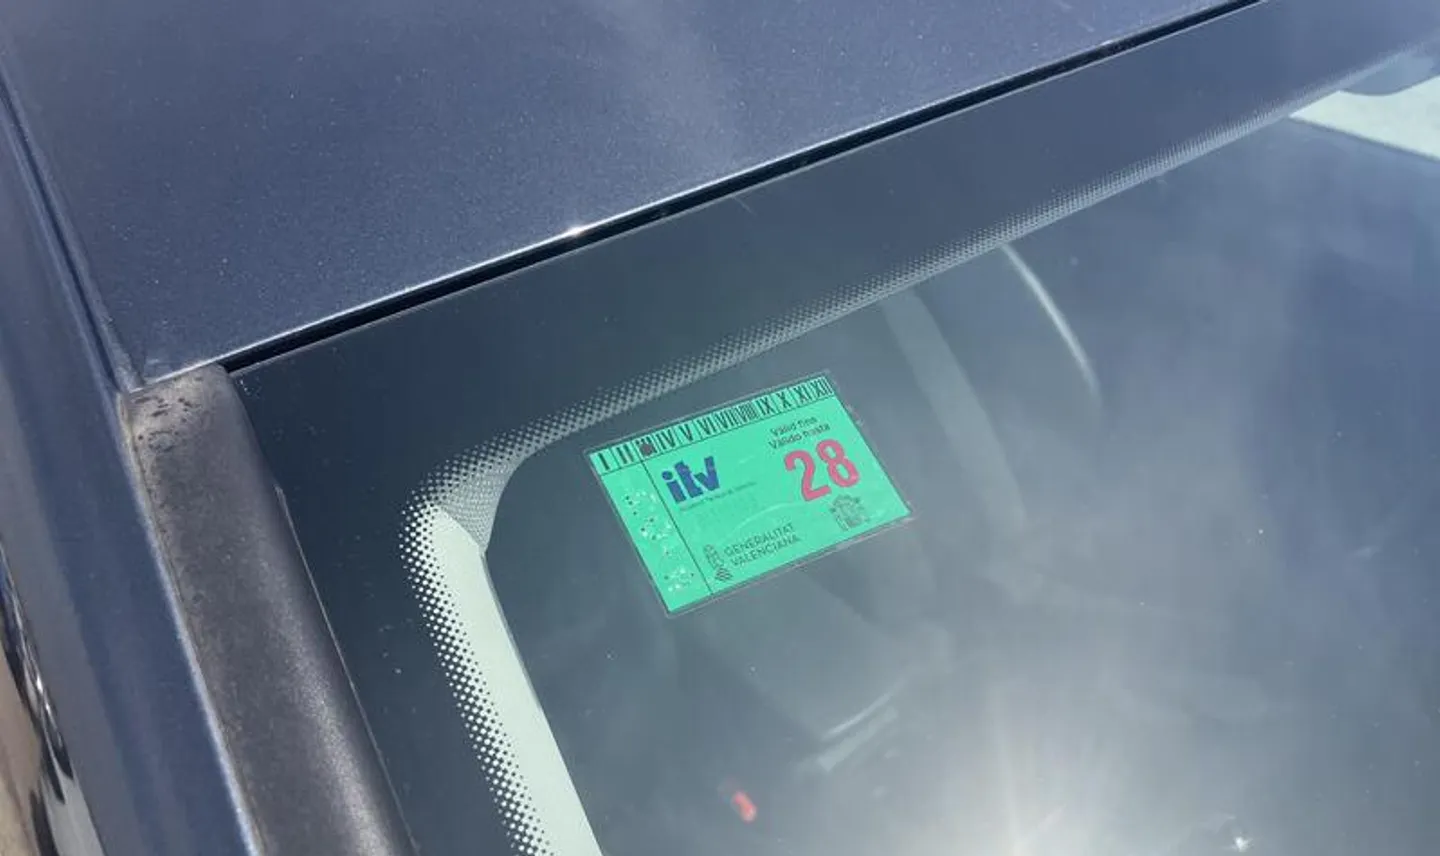 I II III IV V VI VII VIII IX X XI XII
Vàlid fins
Válido hasta
28
itv
GENERALITAT
VALENCIANA